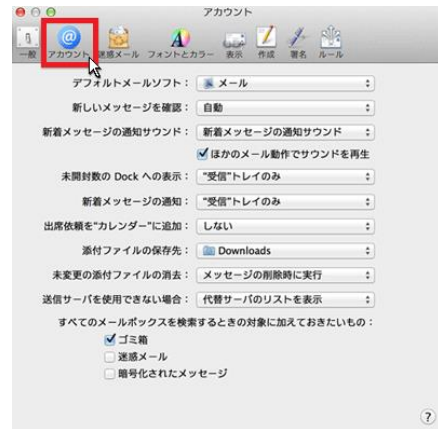 アカウント
一般 アカウント 迷惑メール フォントとカラー 表示 作成 署名 ルール
デフォルトメールソフト： メール
新しいメッセージを確認： 自動
新着メッセージの通知サウンド： 新着メッセージの通知サウンド
ほかのメール動作でサウンドを再生
未開封数の Dock への表示： "受信"トレイのみ
新着メッセージの通知： "受信"トレイのみ
出席依頼を"カレンダー"に追加： しない
添付ファイルの保存先： Downloads
未変更の添付ファイルの消去： メッセージの削除時に実行
送信サーバを使用できない場合： 代替サーバのリストを表示
すべてのメールボックスを検索するときの対象に加えておきたいもの：
ゴミ箱
迷惑メール
暗号化されたメッセージ
?